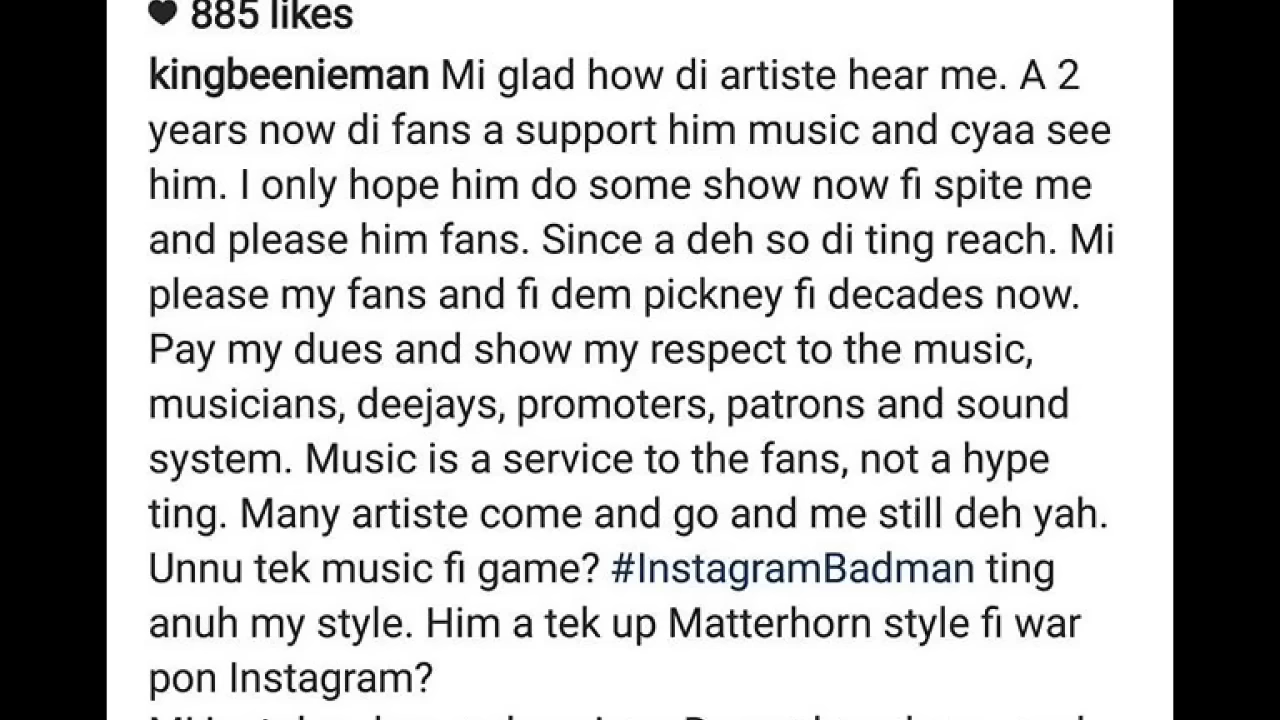 ♥ 885 likes
kingbeenieman Mi glad how di artiste hear me. A 2
years now di fans a support him music and cyaa see
him. I only hope him do some show now fi spite me
and please him fans. Since a deh so di ting reach. Mi
please my fans and fi dem pickney fi decades now.
Pay my dues and show my respect to the music,
musicians, deejays, promoters, patrons and sound
system. Music is a service to the fans, not a hype
ting. Many artiste come and go and me still deh yah.
Unnu tek music fi game? #InstagramBadman ting
anuh my style. Him a tek up Matterhorn style fi war
pon Instagram?